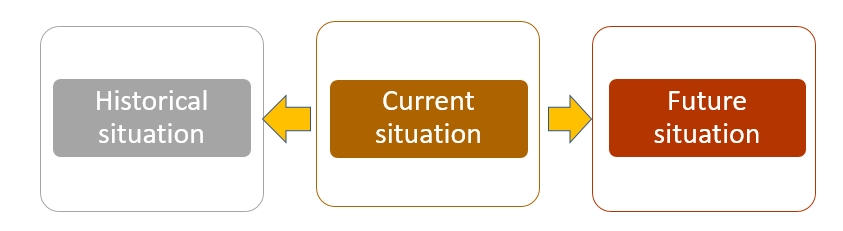 Historical
situation
Current
situation
Future
situation